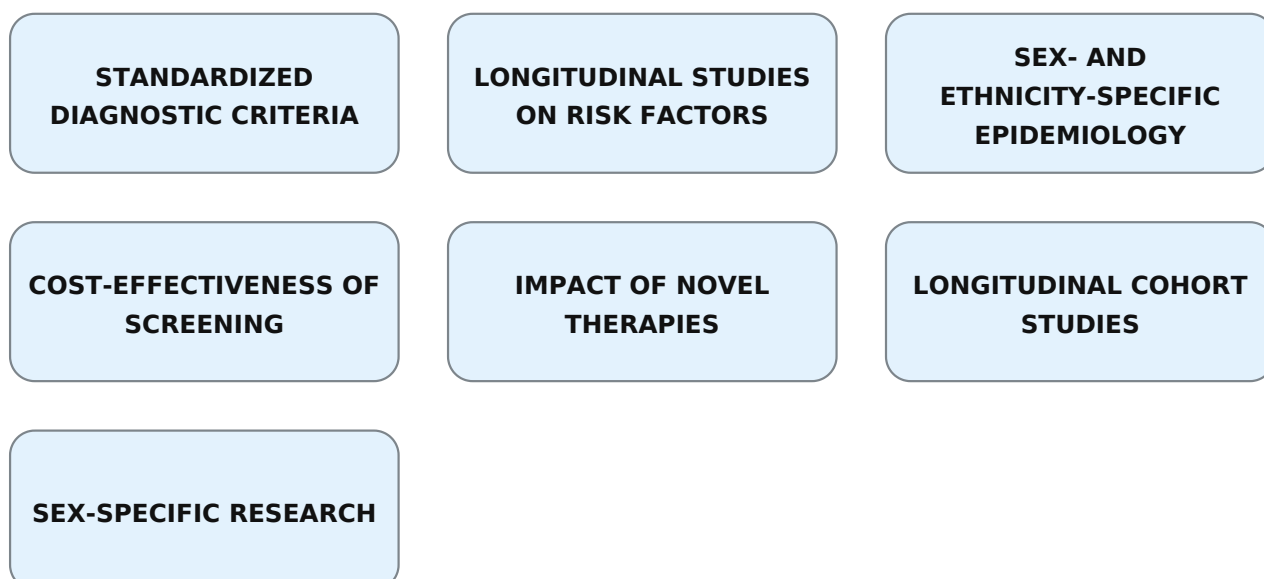 STANDARDIZED
DIAGNOSTIC CRITERIA
LONGITUDINAL STUDIES
ON RISK FACTORS
SEX- AND
ETHNICITY-SPECIFIC
EPIDEMIOLOGY
COST-EFFECTIVENESS OF
SCREENING
IMPACT OF NOVEL
THERAPIES
LONGITUDINAL COHORT
STUDIES
SEX-SPECIFIC RESEARCH